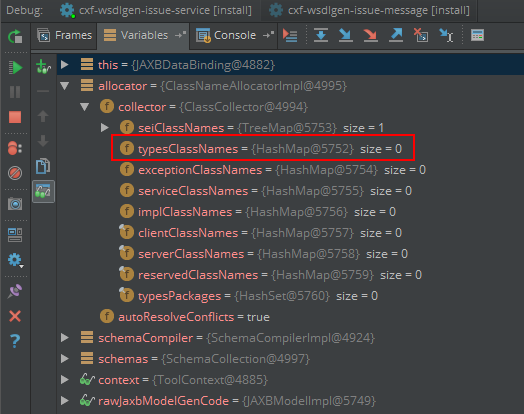 Debug: cxf-wsdlgen-issue-service [install] cxf-wsdlgen-issue-message [install]
Frames Variables Console
this = {JAXBDataBinding@4882}
allocator = {ClassNameAllocatorImpl@4995}
collector = {ClassCollector@4994}
seiClassNames = {TreeMap@5753} size = 1
typesClassNames = {HashMap@5752} size = 0
exceptionClassNames = {HashMap@5754} size = 0
serviceClassNames = {HashMap@5755} size = 0
implClassNames = {HashMap@5756} size = 0
clientClassNames = {HashMap@5757} size = 0
serverClassNames = {HashMap@5758} size = 0
reservedClassNames = {HashMap@5759} size = 0
typesPackages = {HashSet@5760} size = 0
autoResolveConflicts = true
schemaCompiler = {SchemaCompilerImpl@4924}
schemas = {SchemaCollection@4997}
context = {ToolContext@4885}
rawJaxbModelGenCode = {JAXBModelImpl@5749}